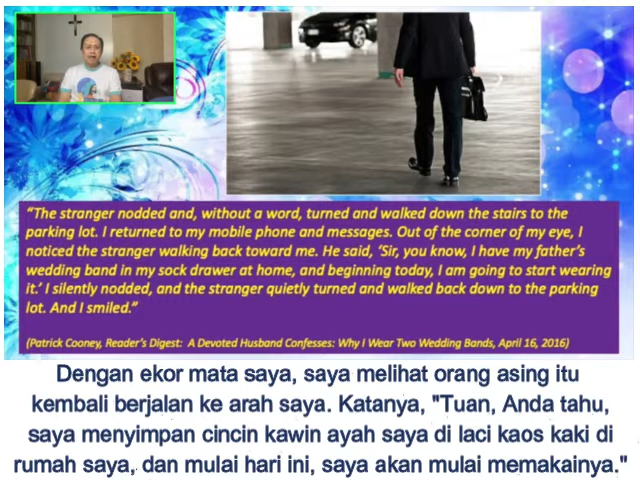 “The stranger nodded and, without a word, turned and walked down the stairs to the
parking lot. I returned to my mobile phone and messages. Out of the corner of my eye, I
noticed the stranger walking back toward me. He said, ‘Sir, you know, I have my father’s
wedding band in my sock drawer at home, and beginning today, I am going to start wearing
it.’ I silently nodded, and the stranger quietly turned and walked back down to the parking
lot. And I smiled.”
(Patrick Cooney, Reader’s Digest: A Devoted Husband Confesses: Why I Wear Two Wedding Bands, April 16, 2016)
Dengan ekor mata saya, saya melihat orang asing itu
kembali berjalan ke arah saya. Katanya, "Tuan, Anda tahu,
saya menyimpan cincin kawin ayah saya di laci kaos kaki di
rumah saya, dan mulai hari ini, saya akan mulai memakainya."